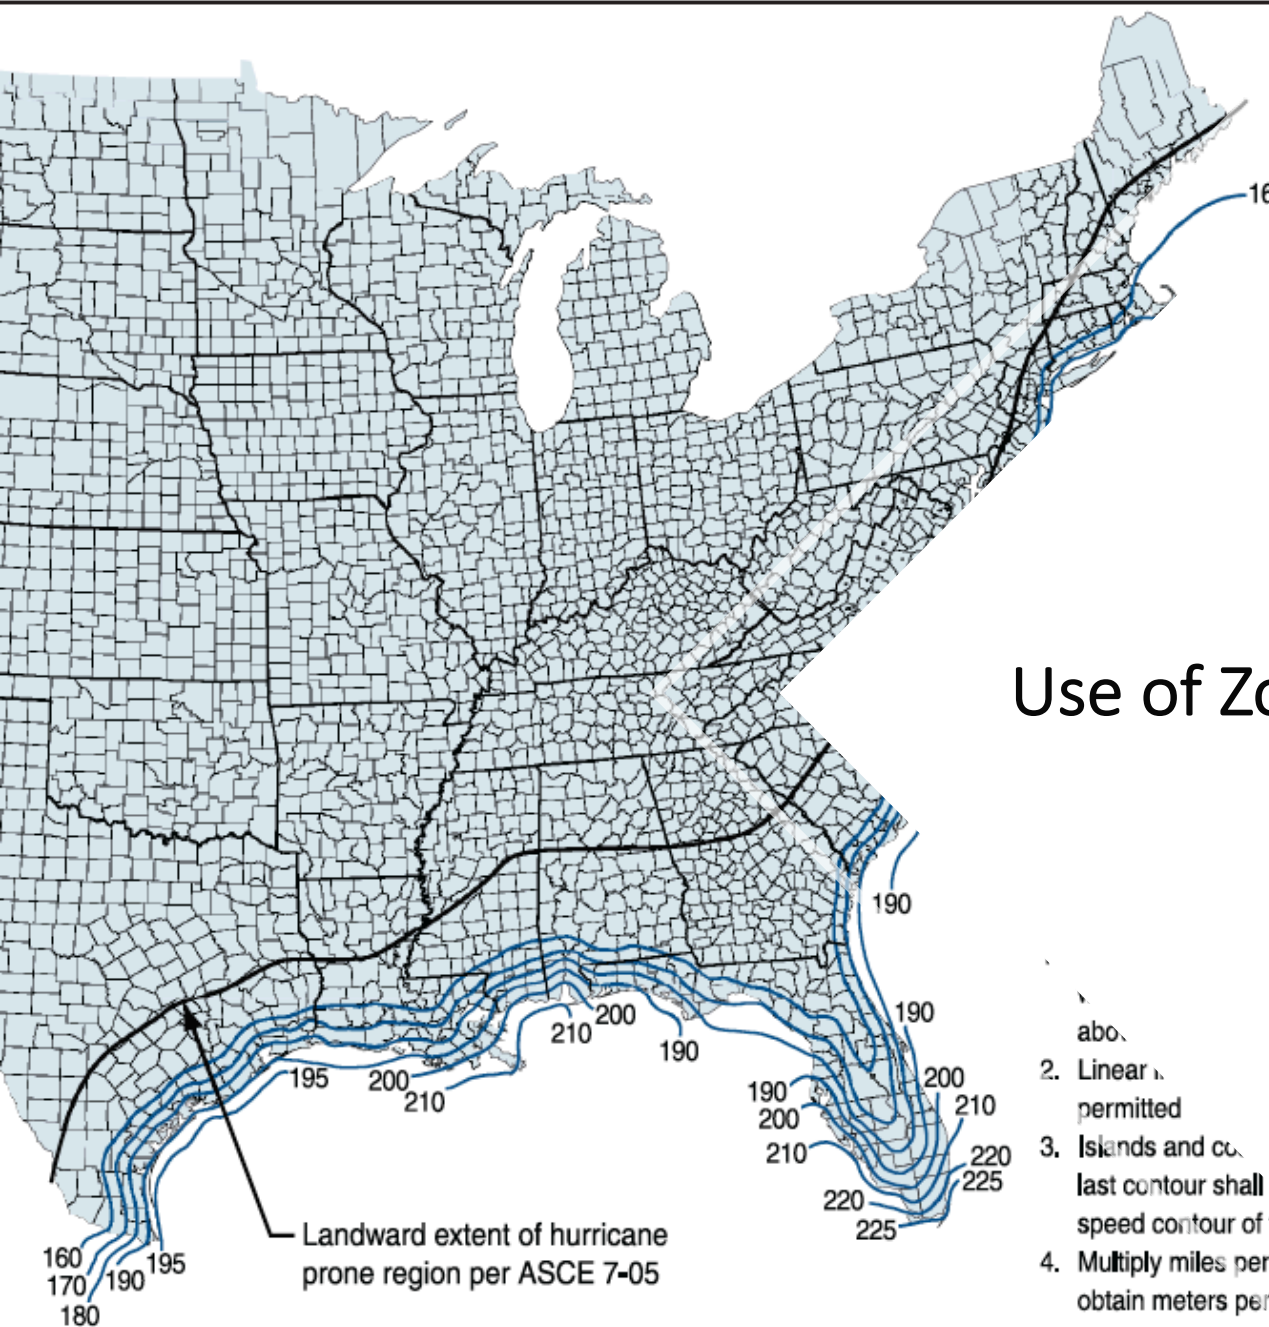 16
Use of Zo
190
190
200
210
190
195
200
210
200
210
190
200
210
220
225
220
225
Landward extent of hurricane
prone region per ASCE 7-05
160
170
180
190
195
abov
2. Linear
permitted
3. Islands and co
last contour shall
speed contour of
4. Multiply miles per
obtain meters per